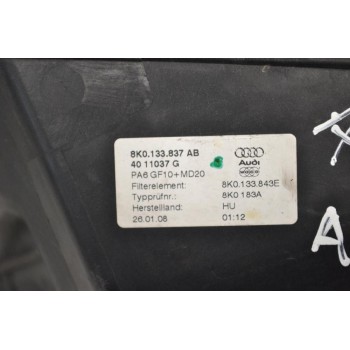 8K0.133.837 AB
40 11037 G
Audi
PA6 GF10+MD20
Filterelement: 8K0.133.843E
Typprüfnr.: 8K0 183A
Herstelland: HU
26.01.08 01:12
A